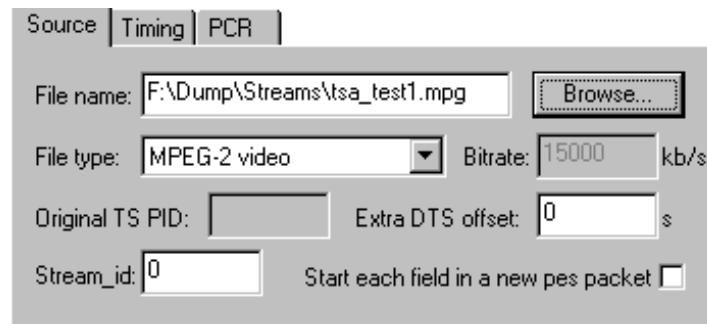 Source Timing PCR
File name: F:\Dump\Streams\tsa_test1.mpg Browse...
File type: MPEG-2 video Bitrate: 15000 kb/s
Original TS PID: Extra DTS offset: 0 s
Stream_id: 0 Start each field in a new pes packet